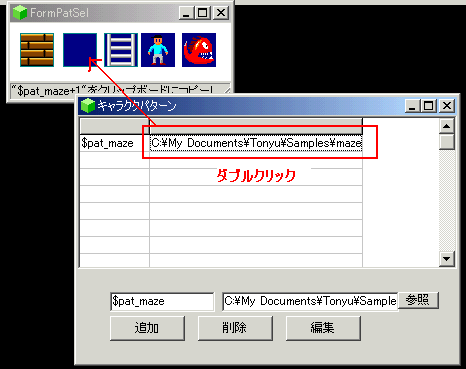 FormPatSel
"$pat_maze+1"をクリップボードにコピーし
キャラクタパターン
$pat_maze
C:¥My Documents¥Tonyu¥Samples¥maze
ダブルクリック
$pat_maze
C:¥My Documents¥Tonyu¥Sample
参照
追加
削除
編集